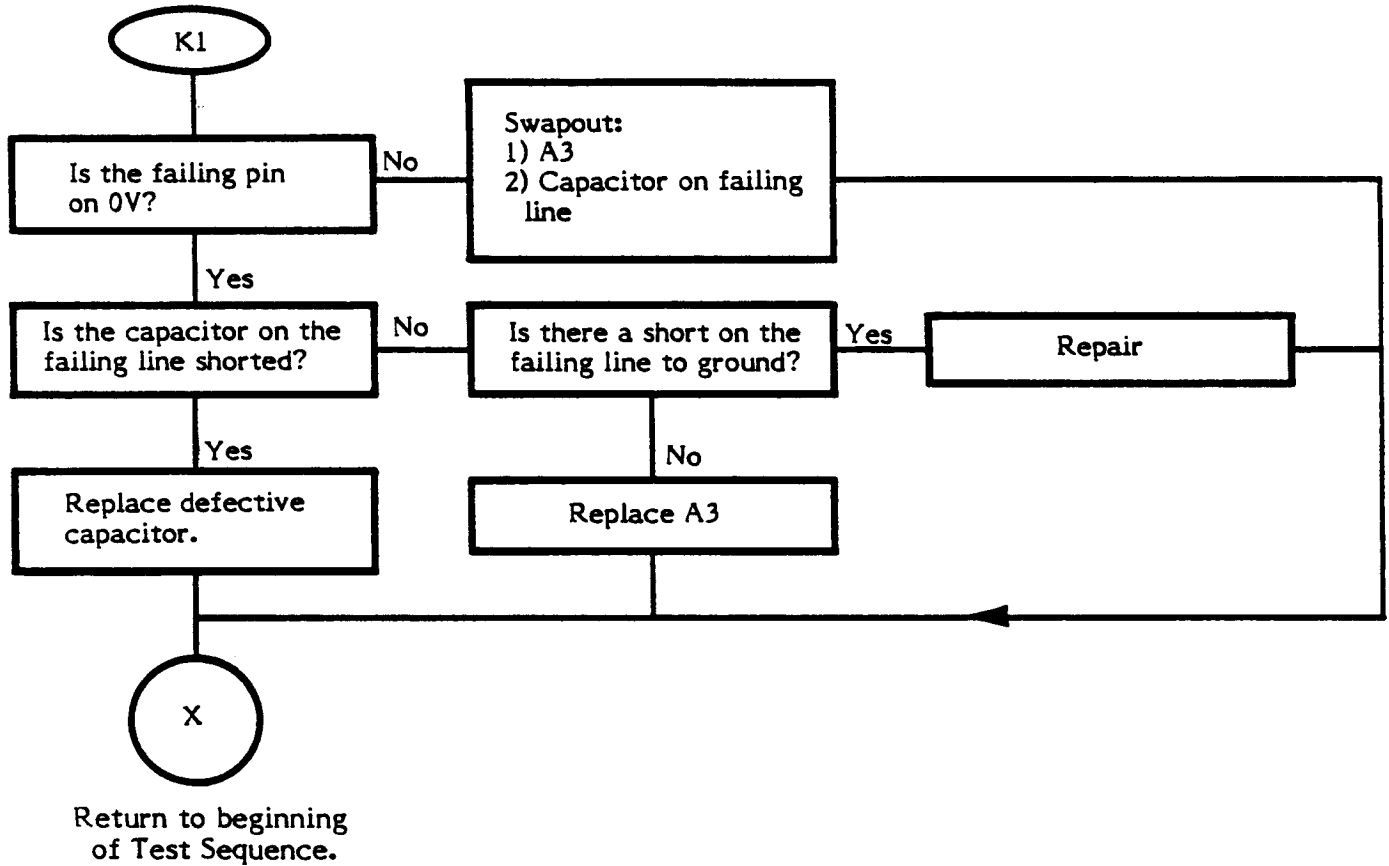 K1
Is the failing pin
on 0V?
No
Swapout:
1) A3
2) Capacitor on failing
line
Yes
Is the capacitor on the
failing line shorted?
No
Is there a short on the
failing line to ground?
Yes
Repair
Yes
Replace defective
capacitor.
No
Replace A3
X
Return to beginning
of Test Sequence.